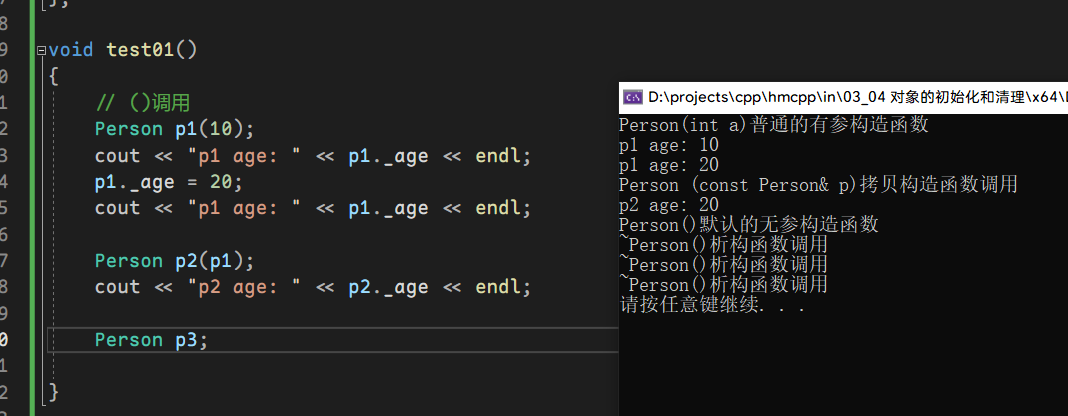 };
8
9
void test01()
0
{
1
// ()调用
2
Person p1(10);
3
cout << "p1 age: " << p1._age << endl;
4
p1._age = 20;
5
cout << "p1 age: " << p1._age << endl;
6
7
Person p2(p1);
8
cout << "p2 age: " << p2._age << endl;
9
0
Person p3;
1
2
}
D:\projects\cpp\hmcpp\in\03_04 对象的初始化和清理\x64\D
Person(int a)普通的有参构造函数
p1 age: 10
p1 age: 20
Person (const Person& p)拷贝构造函数调用
p2 age: 20
Person()默认的无参构造函数
~Person()析构函数调用
~Person()析构函数调用
~Person()析构函数调用
请按任意键继续. . .